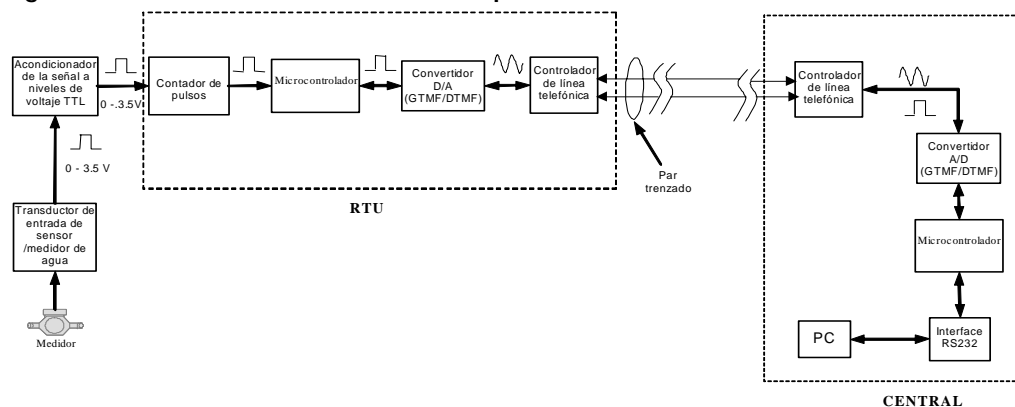 Acondicionador
de la señal a
niveles de
voltaje TTL
0 -.3.5V
0 - 3.5 V
Transductor de
entrada de
sensor
/medidor de
agua
Medidor
Contador de
pulsos
Microcontrolador
Convertidor
D/A
(GTMF/DTMF)
Controlador
de línea
telefónica
RTU
Par
trenzado
Controlador
de línea
telefónica
Convertidor
A/D
(GTMF/DTMF)
Microcontrolador
Interface
RS232
PC
CENTRAL